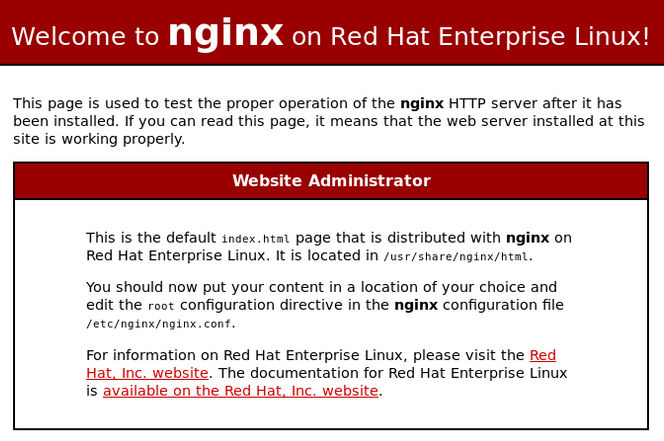 Welcome to nginx on Red Hat Enterprise Linux!
This page is used to test the proper operation of the nginx HTTP server after it has
been installed. If you can read this page, it means that the web server installed at this
site is working properly.
Website Administrator
This is the default index.html page that is distributed with nginx on
Red Hat Enterprise Linux. It is located in /usr/share/nginx/html.
You should now put your content in a location of your choice and
edit the root configuration directive in the nginx configuration file
/etc/nginx/nginx.conf.
For information on Red Hat Enterprise Linux, please visit the Red
Hat, Inc. website. The documentation for Red Hat Enterprise Linux
is available on the Red Hat, Inc. website.